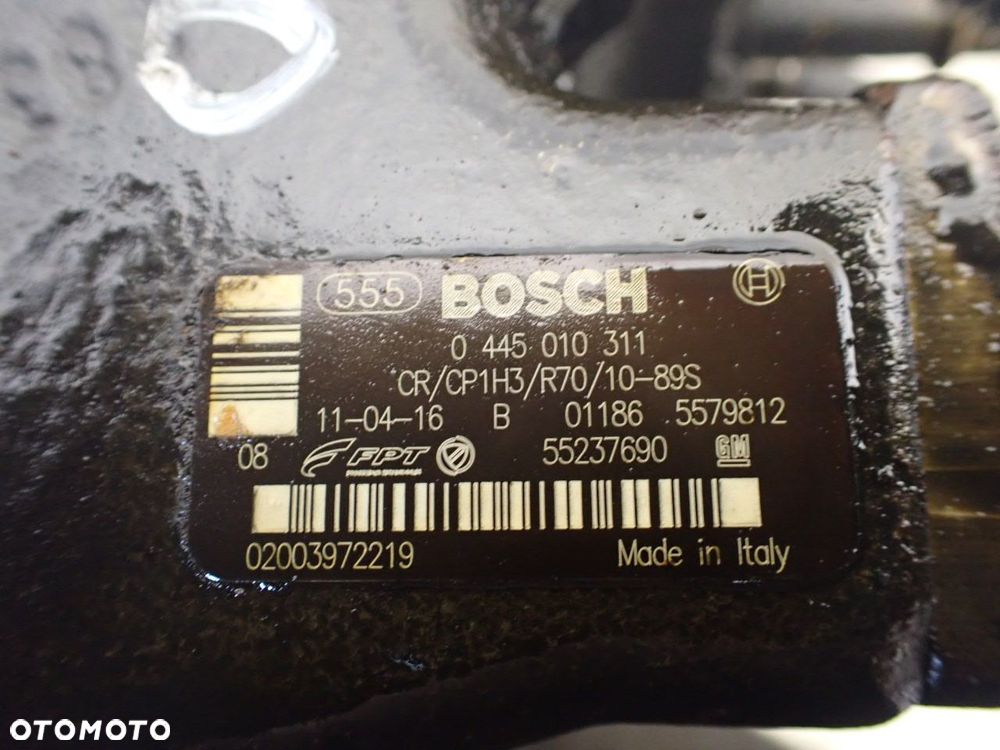 555 BOSCH H
0 445 010 311
CR/CP1H3/R70/10-89S
11-04-16 B 01186 5579812
08 FPT 55237690 GM
02003972219 Made in Italy
OTOMOTO